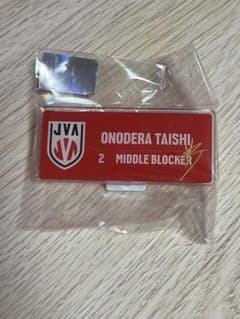 JVA
ONODERA TAISHI
2 MIDDLE BLOCKER